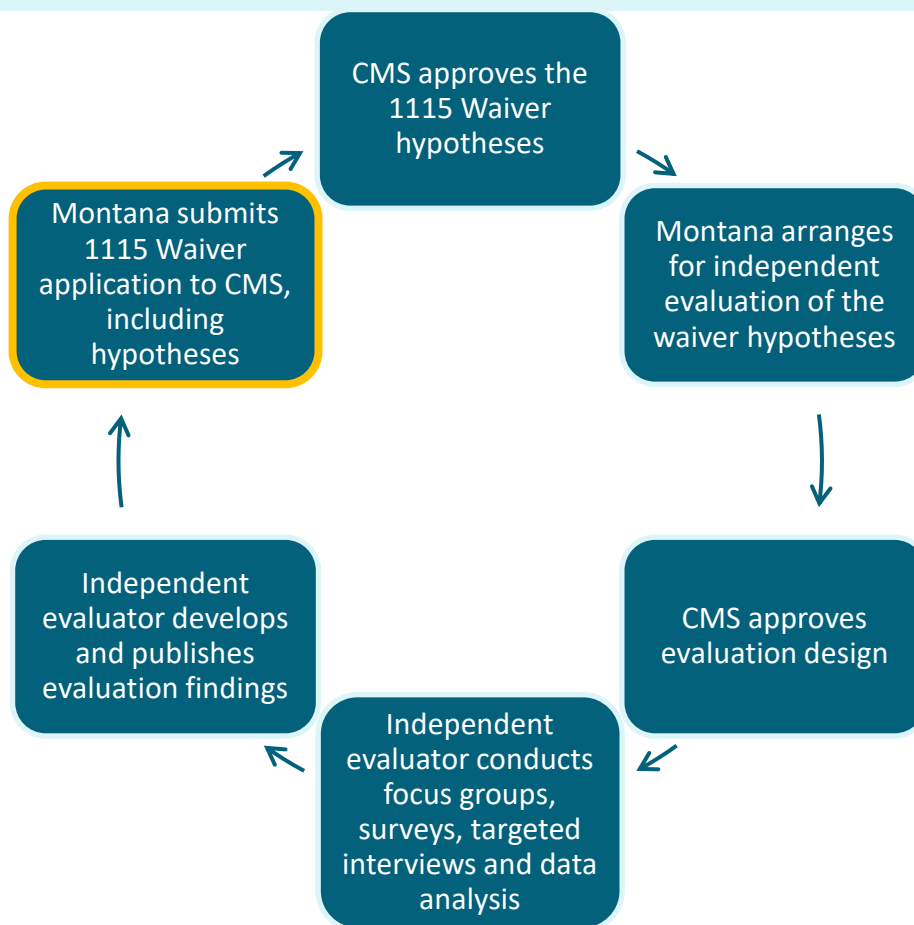 CMS approves the
1115 Waiver
hypotheses
Montana arranges
for independent
evaluation of the
waiver hypotheses
CMS approves
evaluation design
Independent
evaluator conducts
focus groups,
surveys, targeted
interviews and data
analysis
Independent
evaluator develops
and publishes
evaluation findings
Montana submits
1115 Waiver
application to CMS,
including
hypotheses